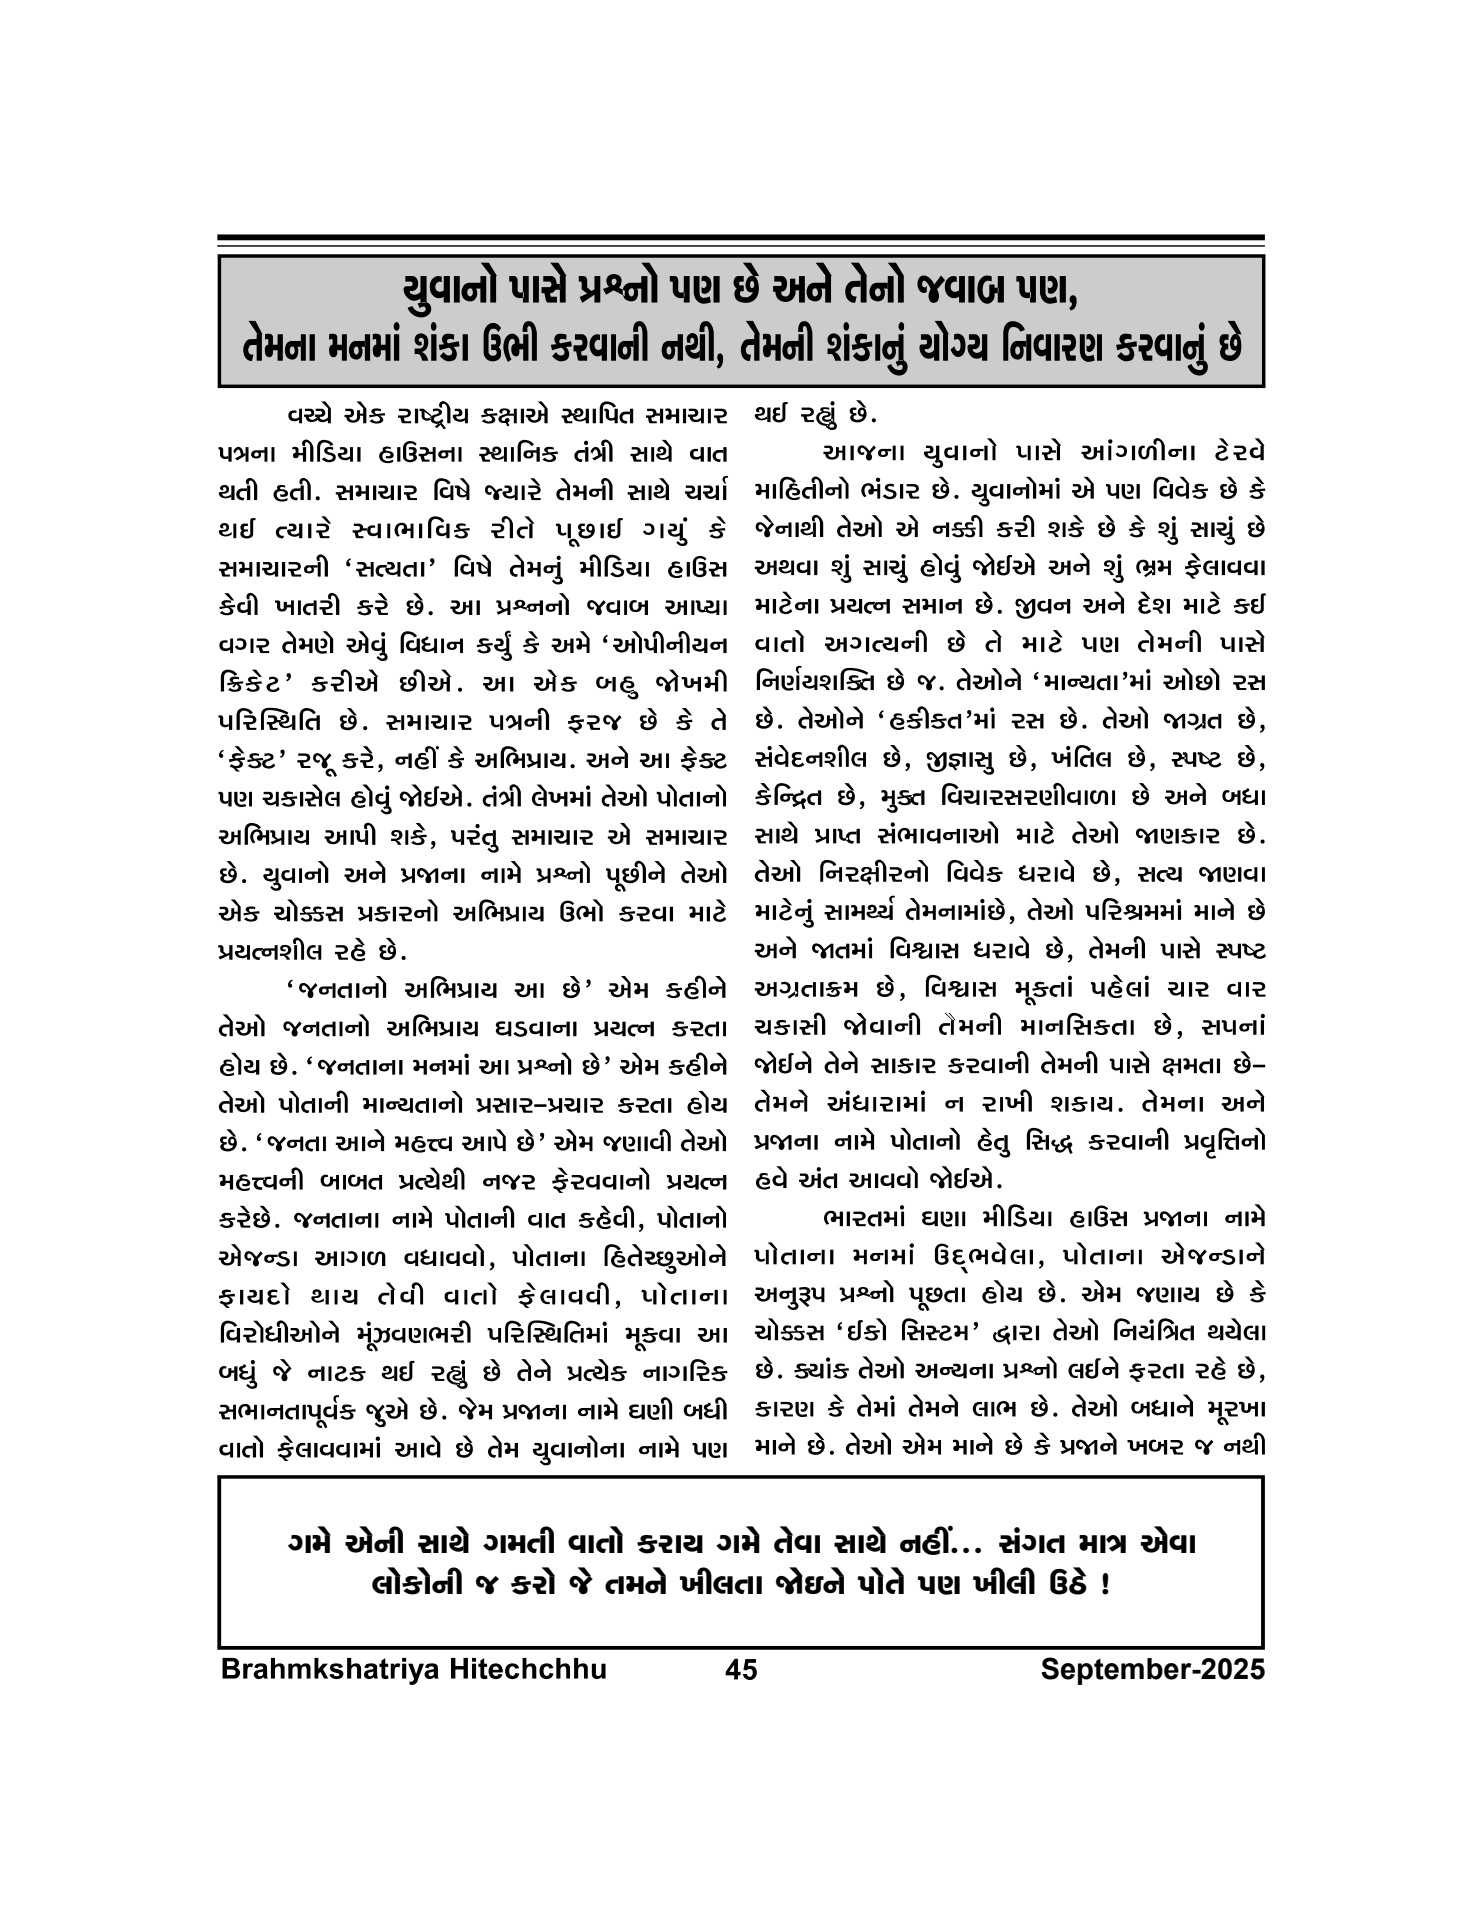 યુવાનો પાસે પ્રશ્નો પણ છે અને તેનો જવાબ પણ,
તેમના મનમાં શંકા ઉભી કરવાની નથી, તેમની શંકાનું યોગ્ય નિવારણ કરવાનું છે
વચ્ચે એક રાષ્ટ્રીય કક્ષાએ સ્થાપિત સમાચાર
પત્રના મીડિયા હાઉસના સ્થાનિક તંત્રી સાથે વાત
થતી હતી. સમાચાર વિષે જ્યારે તેમની સાથે ચર્ચા
થઈ ત્યારે સ્વાભાવિક રીતે પૂછાઈ ગયું કે
સમાચારની ‘સત્યતા’ વિષે તેમનું મીડિયા હાઉસ
કેવી ખાતરી કરે છે. આ પ્રશ્નનો જવાબ આપ્યા
વગર તેમણે એવું વિધાન કર્યું કે અમે ‘ઓપીનીયન
ક્રિકેટ’ કરીએ છીએ. આ એક બહુ જોખમી
પરિસ્થિતિ છે. સમાચાર પત્રની ફરજ છે કે તે
‘ફેક્ટ’ રજૂ કરે, નહીં કે અભિપ્રાય. અને આ ફેક્ટ
પણ ચકાસેલ હોવું જોઈએ. તંત્રી લેખમાં તેઓ પોતાનો
અભિપ્રાય આપી શકે, પરંતુ સમાચાર એ સમાચાર
છે. યુવાનો અને પ્રજાના નામે પ્રશ્નો પૂછીને તેઓ
એક ચોક્કસ પ્રકારનો અભિપ્રાય ઉભો કરવા માટે
પ્રયત્નશીલ રહે છે.
‘જનતાનો અભિપ્રાય આ છે’ એમ કહીને
તેઓ જનતાનો અભિપ્રાય ઘડવાના પ્રયત્ન કરતા
હોય છે. ‘જનતાના મનમાં આ પ્રશ્નો છે’ એમ કહીને
તેઓ પોતાની માન્યતાનો પ્રસાર–પ્રચાર કરતા હોય
છે. ‘જનતા આને મહત્ત્વ આપે છે’ એમ જણાવી તેઓ
મહત્ત્વની બાબત પ્રત્યેથી નજર ફેરવવાનો પ્રયત્ન
કરેછે. જનતાના નામે પોતાની વાત કહેવી, પોતાનો
એજન્ડા આગળ વધાવવો, પોતાના હિતેચ્છુઓને
ફાયદો થાય તેવી વાતો ફેલાવવી, પોતાના
વિરોધીઓને મૂંઝવણભરી પરિસ્થિતિમાં મૂકવા આ
બધું જે નાટક થઈ રહ્યું છે તેને પ્રત્યેક નાગરિક
સભાનતાપૂર્વક જુએ છે. જેમ પ્રજાના નામે ઘણી બધી
વાતો ફેલાવવામાં આવે છે તેમ યુવાનોના નામે પણ
થઈ રહ્યું છે.
આજના યુવાનો પાસે આંગળીના ટેરવે
માહિતીનો ભંડાર છે. યુવાનોમાં એ પણ વિવેક છે કે
જેનાથી તેઓ એ નક્કી કરી શકે છે કે શું સાચું છે
અથવા શું સાચું હોવું જોઈએ અને શું ભ્રમ ફેલાવવા
માટેના પ્રયત્ન સમાન છે. જીવન અને દેશ માટે કઈ
વાતો અગત્યની છે તે માટે પણ તેમની પાસે
નિર્ણયશક્તિ છે જ. તેઓને ‘માન્યતા’માં ઓછો રસ
છે. તેઓને ‘હકીકત’માં રસ છે. તેઓ જાગ્રત છે,
સંવેદનશીલ છે, જીજ્ઞાસુ છે, ખંતિલ છે, સ્પષ્ટ છે,
કેન્દ્રિત છે, મુક્ત વિચારસરણીવાળા છે અને બધા
સાથે પ્રાપ્ત સંભાવનાઓ માટે તેઓ જાણકાર છે.
તેઓ નિરક્ષીરનો વિવેક ધરાવે છે, સત્ય જાણવા
માટેનું સામર્થ્ય તેમનામાંછે, તેઓ પરિશ્રમમાં માને છે
અને જાતમાં વિશ્વાસ ધરાવે છે, તેમની પાસે સ્પષ્ટ
અગ્રતાક્રમ છે, વિશ્વાસ મૂકતાં પહેલાં ચાર વાર
ચકાસી જોવાની તેમની માનસિકતા છે, સપનાં
જોઈને તેને સાકાર કરવાની તેમની પાસે ક્ષમતા છે–
તેમને અંધારામાં ન રાખી શકાય. તેમના અને
પ્રજાના નામે પોતાનો હેતુ સિદ્ધ કરવાની પ્રવૃત્તિનો
હવે અંત આવવો જોઈએ.
ભારતમાં ઘણા મીડિયા હાઉસ પ્રજાના નામે
પોતાના મનમાં ઉદ્‌ભવેલા, પોતાના એજન્ડાને
અનુરૂપ પ્રશ્નો પૂછતા હોય છે. એમ જણાય છે કે
ચોક્કસ ‘ઈકો સિસ્ટમ’ દ્વારા તેઓ નિયંત્રિત થયેલા
છે. ક્યાંક તેઓ અન્યના પ્રશ્નો લઈને ફરતા રહે છે,
કારણ કે તેમાં તેમને લાભ છે. તેઓ બધાને મૂરખા
માને છે. તેઓ એમ માને છે કે પ્રજાને ખબર જ નથી
ગમે એની સાથે ગમતી વાતો કરાય ગમે તેવા સાથે નહીં... સંગત માત્ર એવા
લોકોની જ કરો જે તમને ખીલતા જોઇને પોતે પણ ખીલી ઉઠે !
Brahmkshatriya Hitechchhu 45 September-2025